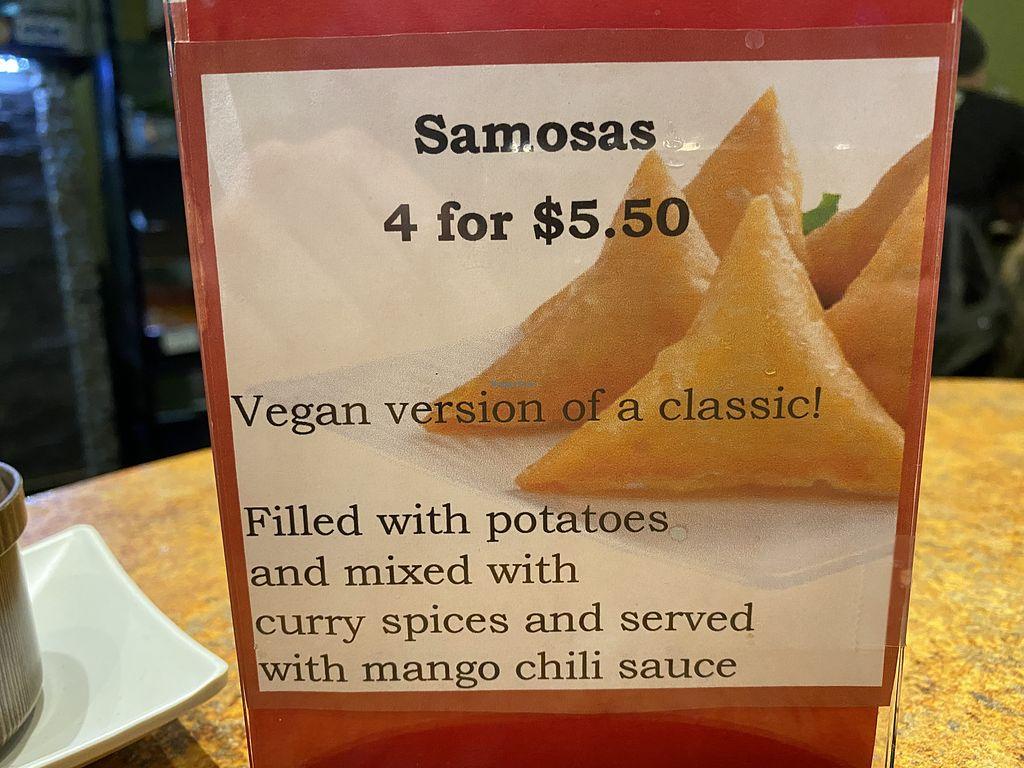 Samosas
4 for $5.50
Vegan version of a classic!
Filled with potatoes
and mixed with
curry spices and served
with mango chili sauce